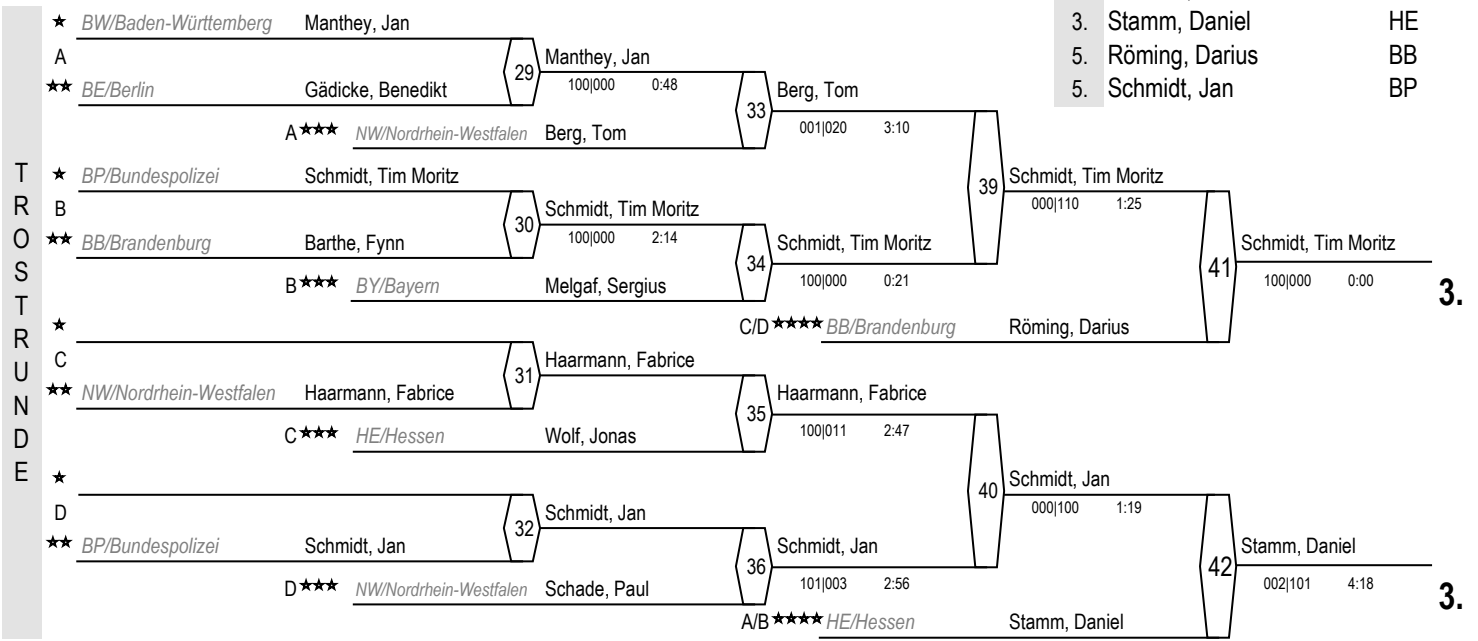 ★ BW/Baden-Württemberg Manthey, Jan
3. Stamm, Daniel HE
A
29
Manthey, Jan
5. Röming, Darius BB
★★ BE/Berlin Gädicke, Benedikt
100|000 0:48
33
Berg, Tom
5. Schmidt, Jan BP
A★★★ NW/Nordrhein-Westfalen Berg, Tom
001|020 3:10
TROSTRUNDE
★ BP/Bundespolizei Schmidt, Tim Moritz
39
Schmidt, Tim Moritz
B
30
Schmidt, Tim Moritz
000|110 1:25
★★ BB/Brandenburg Barthe, Fynn
100|000 2:14
34
Schmidt, Tim Moritz
41
Schmidt, Tim Moritz
B★★★ BY/Bayern Melgaf, Sergius
100|000 0:21
100|000 0:00
3.
★
C/D★★★★ BB/Brandenburg Röming, Darius
C
31
Haarmann, Fabrice
★★ NW/Nordrhein-Westfalen Haarmann, Fabrice
35
Haarmann, Fabrice
C★★★ HE/Hessen Wolf, Jonas
100|011 2:47
★
40
Schmidt, Jan
D
32
Schmidt, Jan
000|100 1:19
★★ BP/Bundespolizei Schmidt, Jan
36
Schmidt, Jan
42
Stamm, Daniel
D★★★ NW/Nordrhein-Westfalen Schade, Paul
101|003 2:56
002|101 4:18
3.
A/B★★★★ HE/Hessen Stamm, Daniel